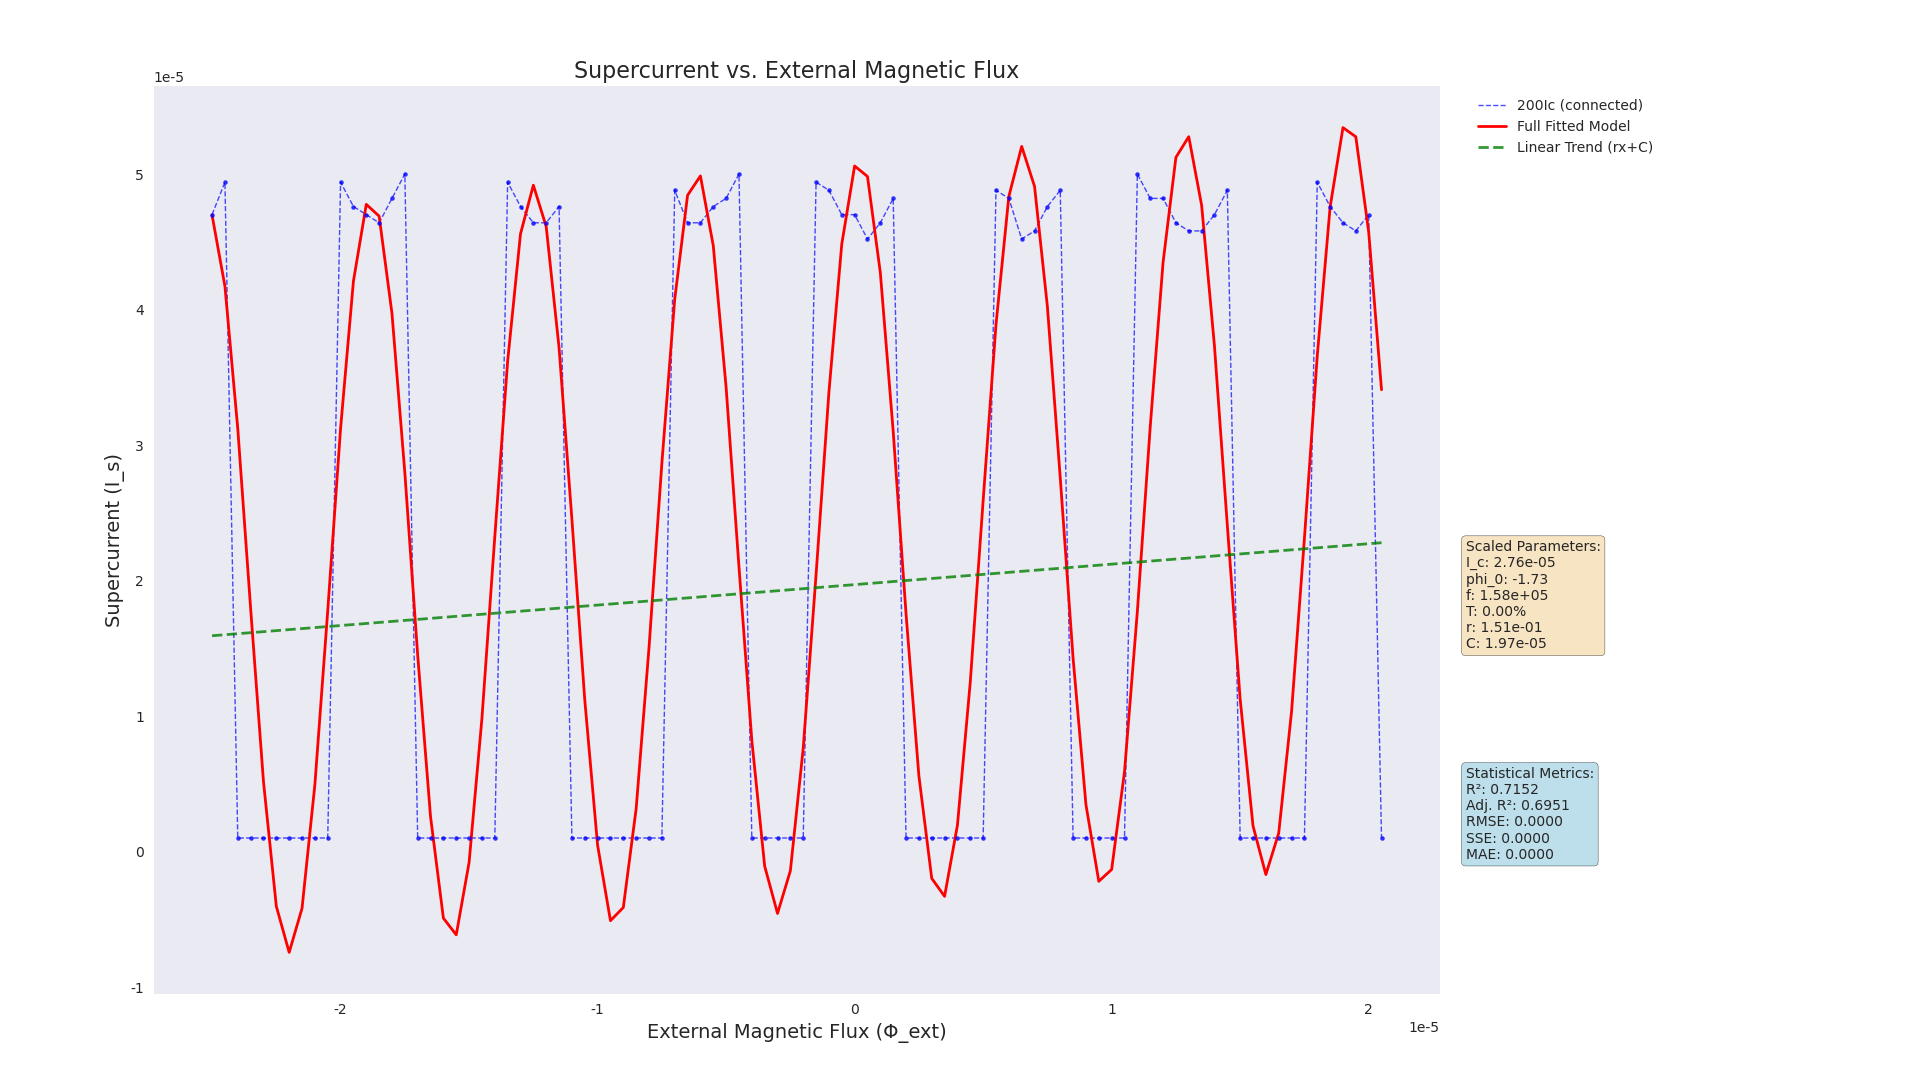 Supercurrent vs. External Magnetic Flux
1e-5
200Ic (connected)
Full Fitted Model
Linear Trend (rx+C)
5
4
3
2
1
0
-1
Supercurrent (I_s)
-2
-1
0
1
2
1e-5
External Magnetic Flux (Φ_ext)
Scaled Parameters:
I_c: 2.76e-05
phi_0: -1.73
f: 1.58e+05
T: 0.00%
r: 1.51e-01
C: 1.97e-05
Statistical Metrics:
R²: 0.7152
Adj. R²: 0.6951
RMSE: 0.0000
SSE: 0.0000
MAE: 0.0000